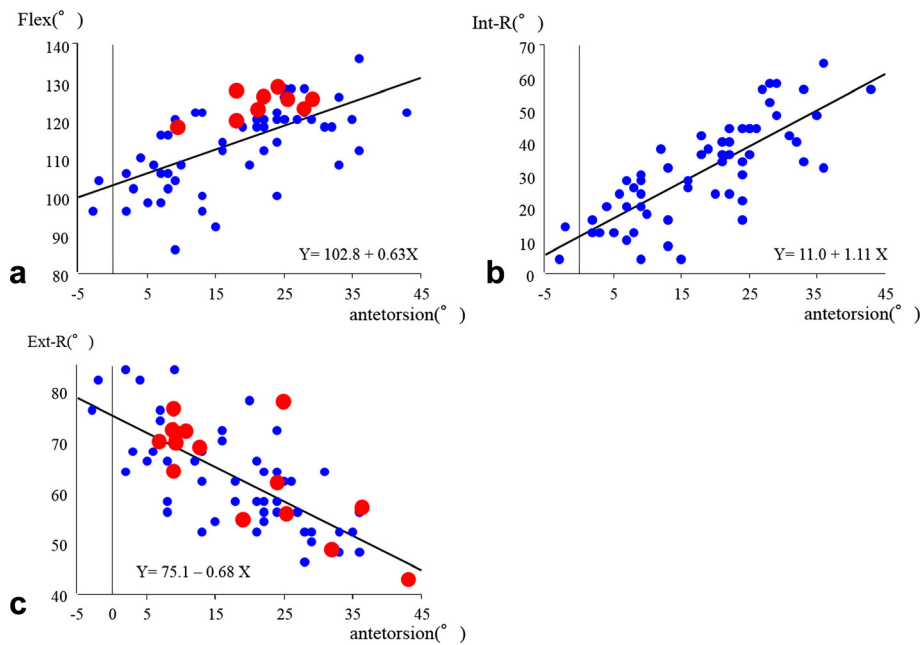 Flex(°)
140
130
120
110
100
90
80
Y= 102.8 + 0.63X
a
-5 5 15 25 35 45
antetorsion(°)
Int-R(°)
70
60
50
40
30
20
10
0
Y= 11.0 + 1.11 X
b
-5 5 15 25 35 45
antetorsion(°)
Ext-R(°)
80
70
60
50
40
Y= 75.1 – 0.68 X
c
-5 0 5 15 25 35 45
antetorsion(°)